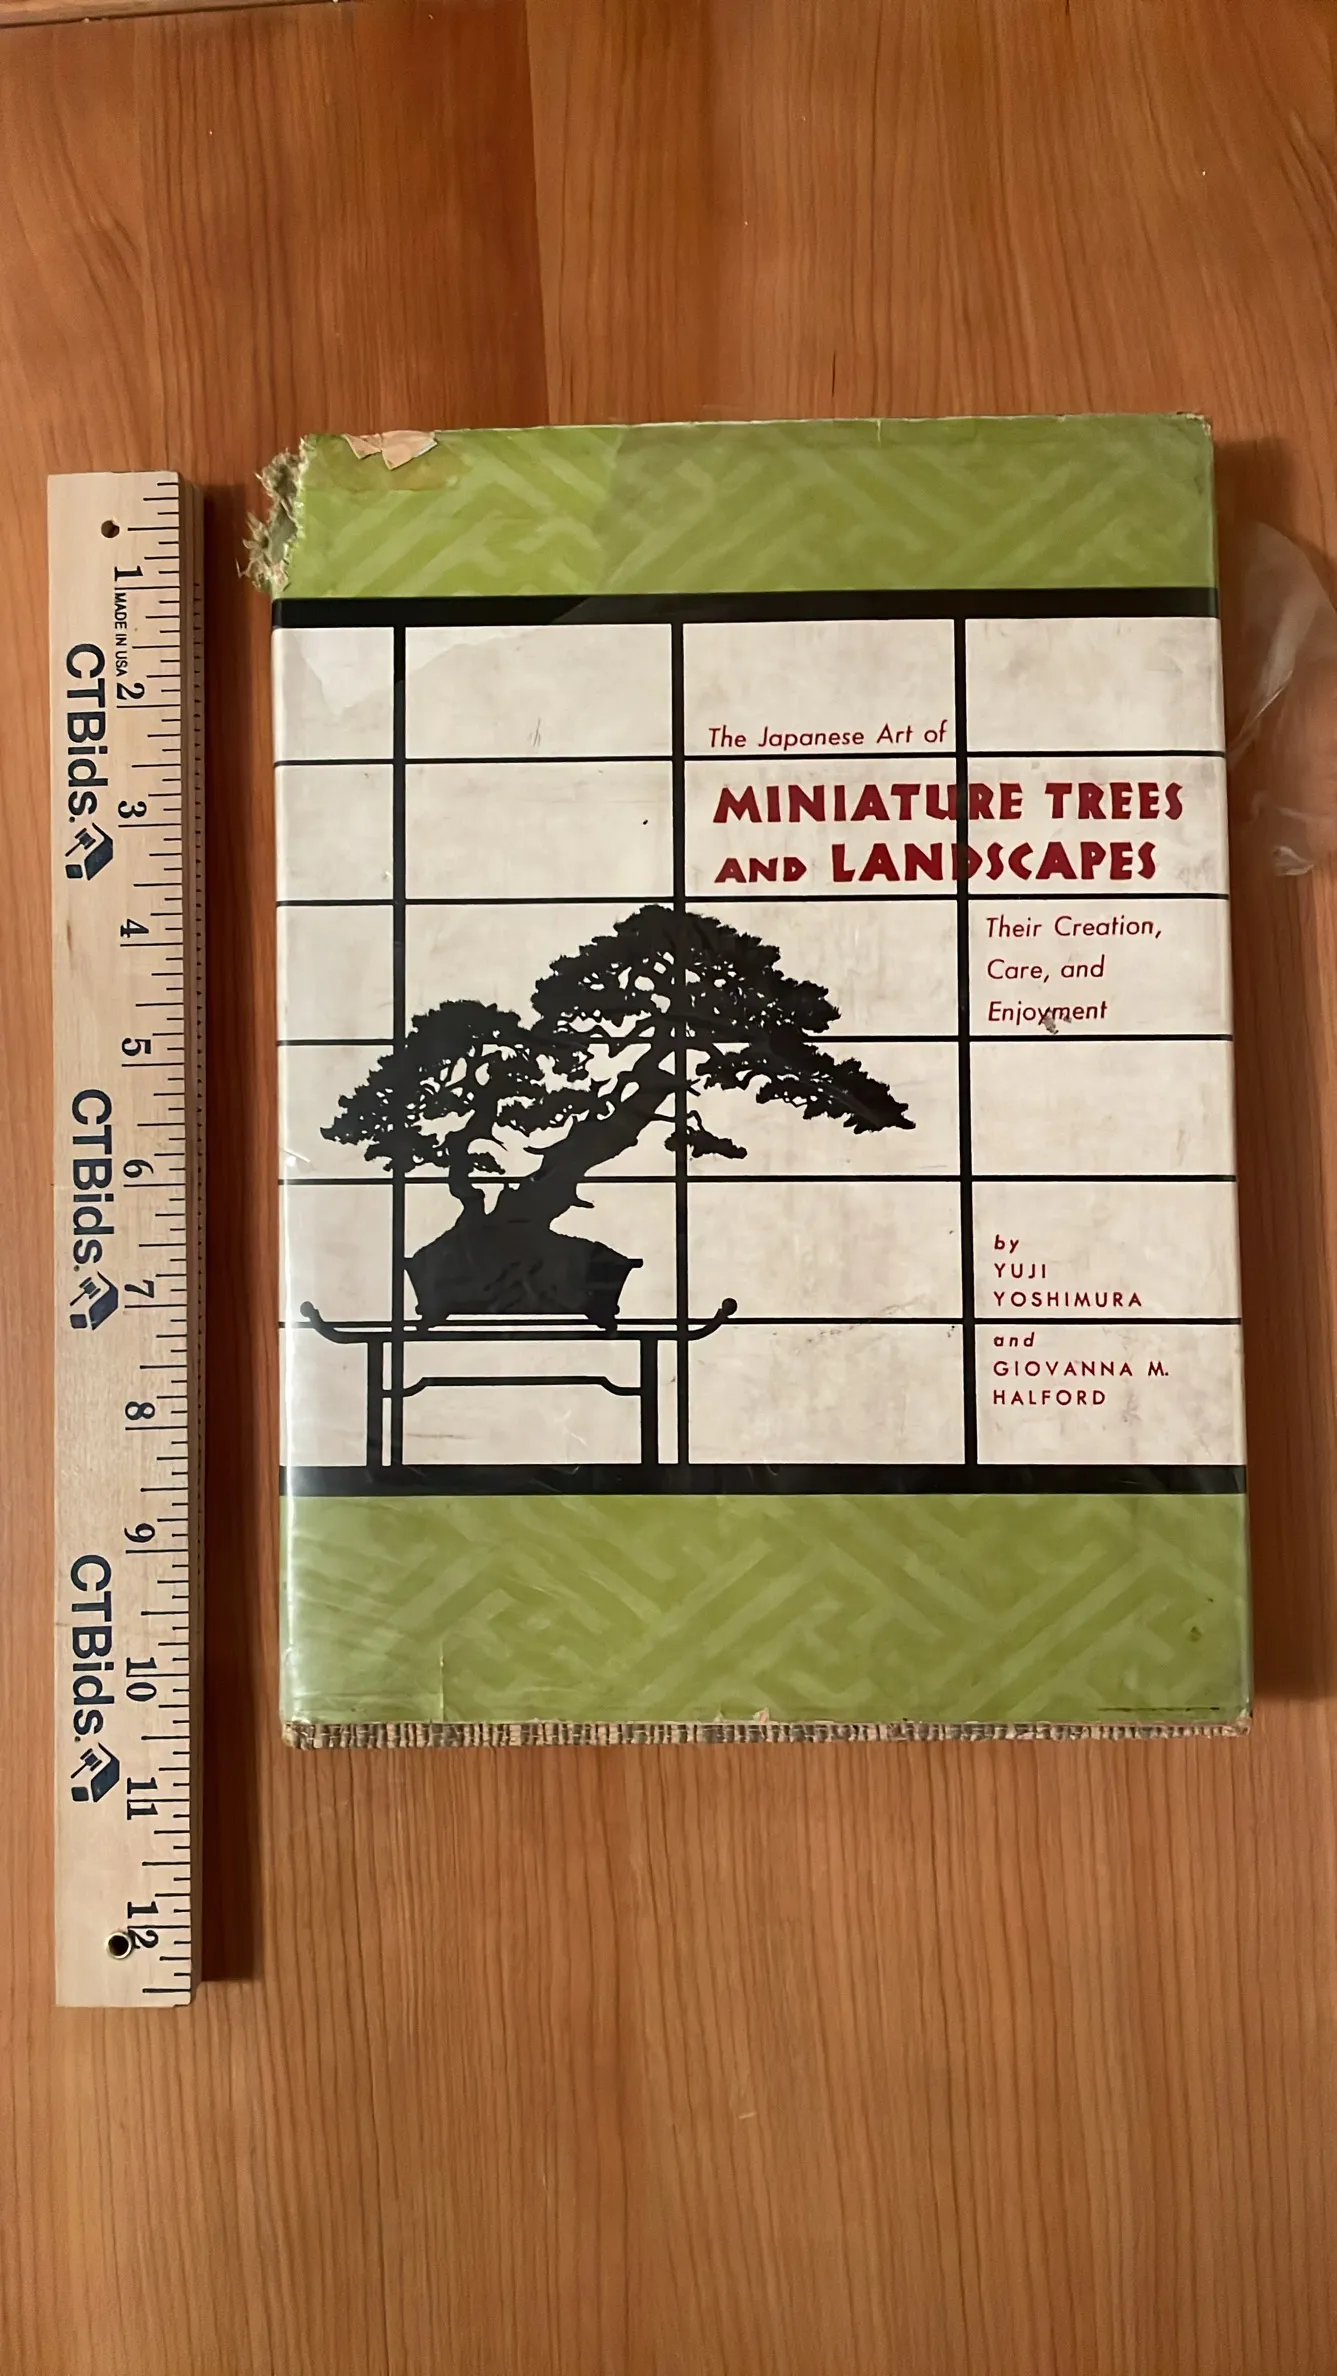 1
MADE IN USA
2
CTBids.
3
4
5
CTBids.
6
7
8
9
CTBids.
10
11
12
The Japanese Art of
MINIATURE TREES
AND LANDSCAPES
Their Creation,
Care, and
Enjoyment
by
YUJI
YOSHIMURA
and
GIOVANNA M.
HALFORD